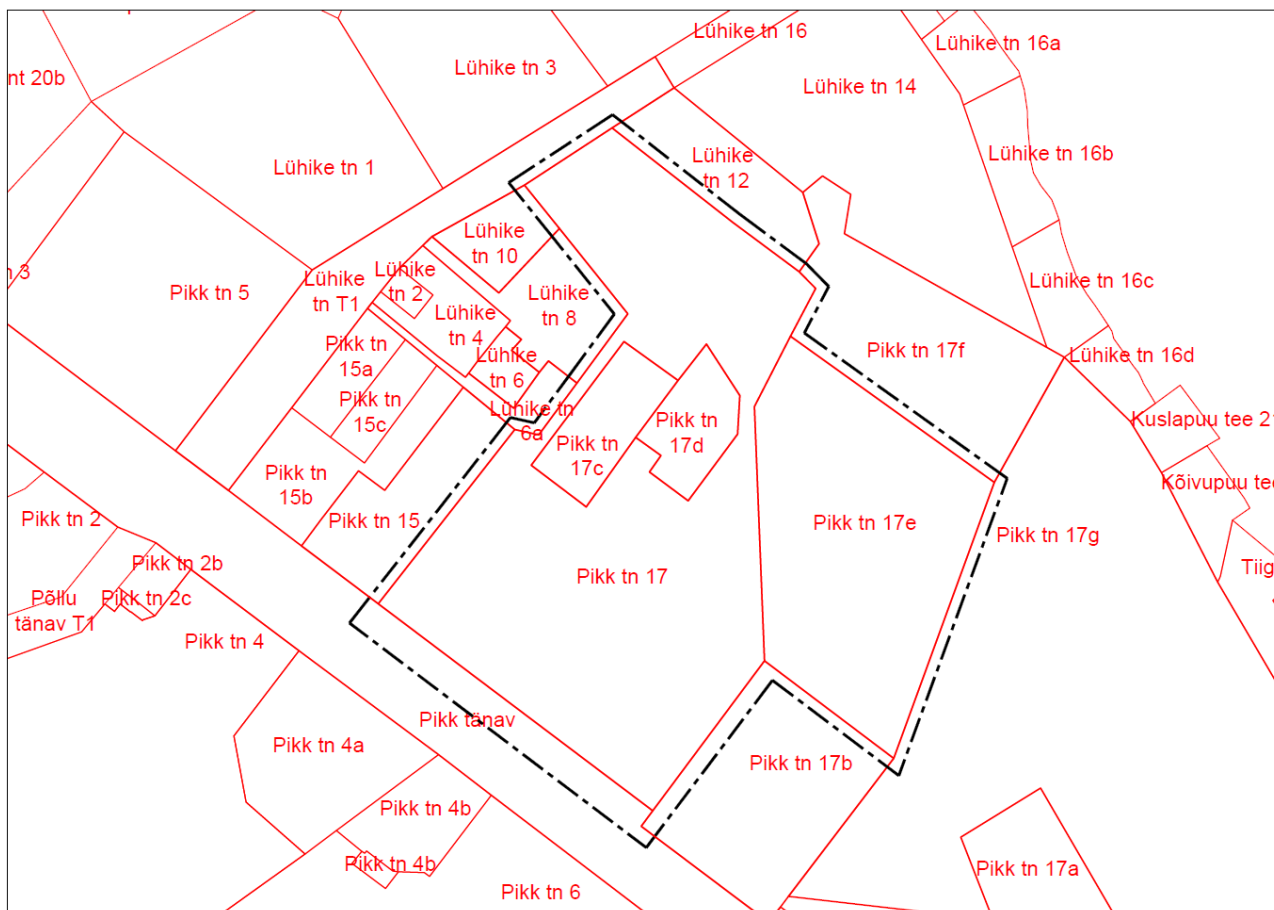 Lühike tn 16
Lühike tn 16a
Lühike tn 3
nt 20b
Lühike tn 14
Lühike tn 1
Lühike
tn 12
Lühike tn 16b
Lühike
tn 10
Pikk tn 5
Lühike
tn T1
Lühike
tn 2
Lühike
tn 8
Lühike tn 16c
Lühike
tn 4
Pikk tn
15a
Lühike
tn 6
Pikk tn 17f
Lühike tn 16d
Pikk tn
15c
Lühike tn
6a
Kuslapuu tee 2
Pikk tn
17c
Pikk tn
17d
Pikk tn
15b
Kõivupuu tee
Pikk tn 2
Pikk tn 15
Pikk tn 17e
Pikk tn 17g
Pikk tn 2b
Pikk tn 17
Tiig
Põllu
tänav T1
Pikk tn 2c
Pikk tn 4
Pikk tänav
Pikk tn 4a
Pikk tn 17b
Pikk tn 4b
Pikk tn 4b
Pikk tn 17a
Pikk tn 6